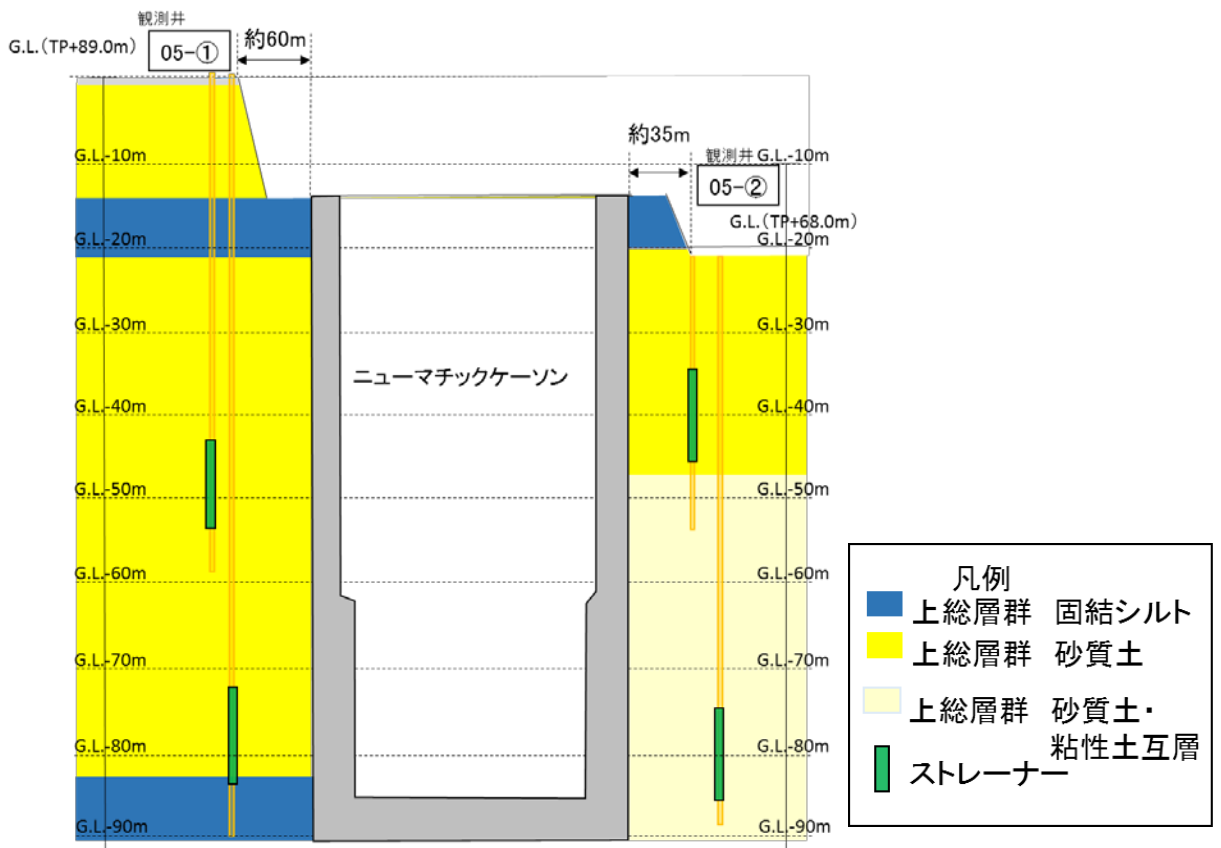 観測井
G.L.(TP+89.0m)
05-①
約60m
約35m
G.L.-10m
観測井
G.L.-10m
05-②
G.L.(TP+68.0m)
G.L.-20m
G.L.-20m
G.L.-30m
G.L.-30m
ニューマチックケーソン
G.L.-40m
G.L.-40m
G.L.-50m
G.L.-50m
G.L.-60m
G.L.-60m
G.L.-70m
G.L.-70m
G.L.-80m
G.L.-80m
G.L.-90m
G.L.-90m
凡例
上総層群 固結シルト
上総層群 砂質土
上総層群 砂質土・
粘性土互層
ストレーナー